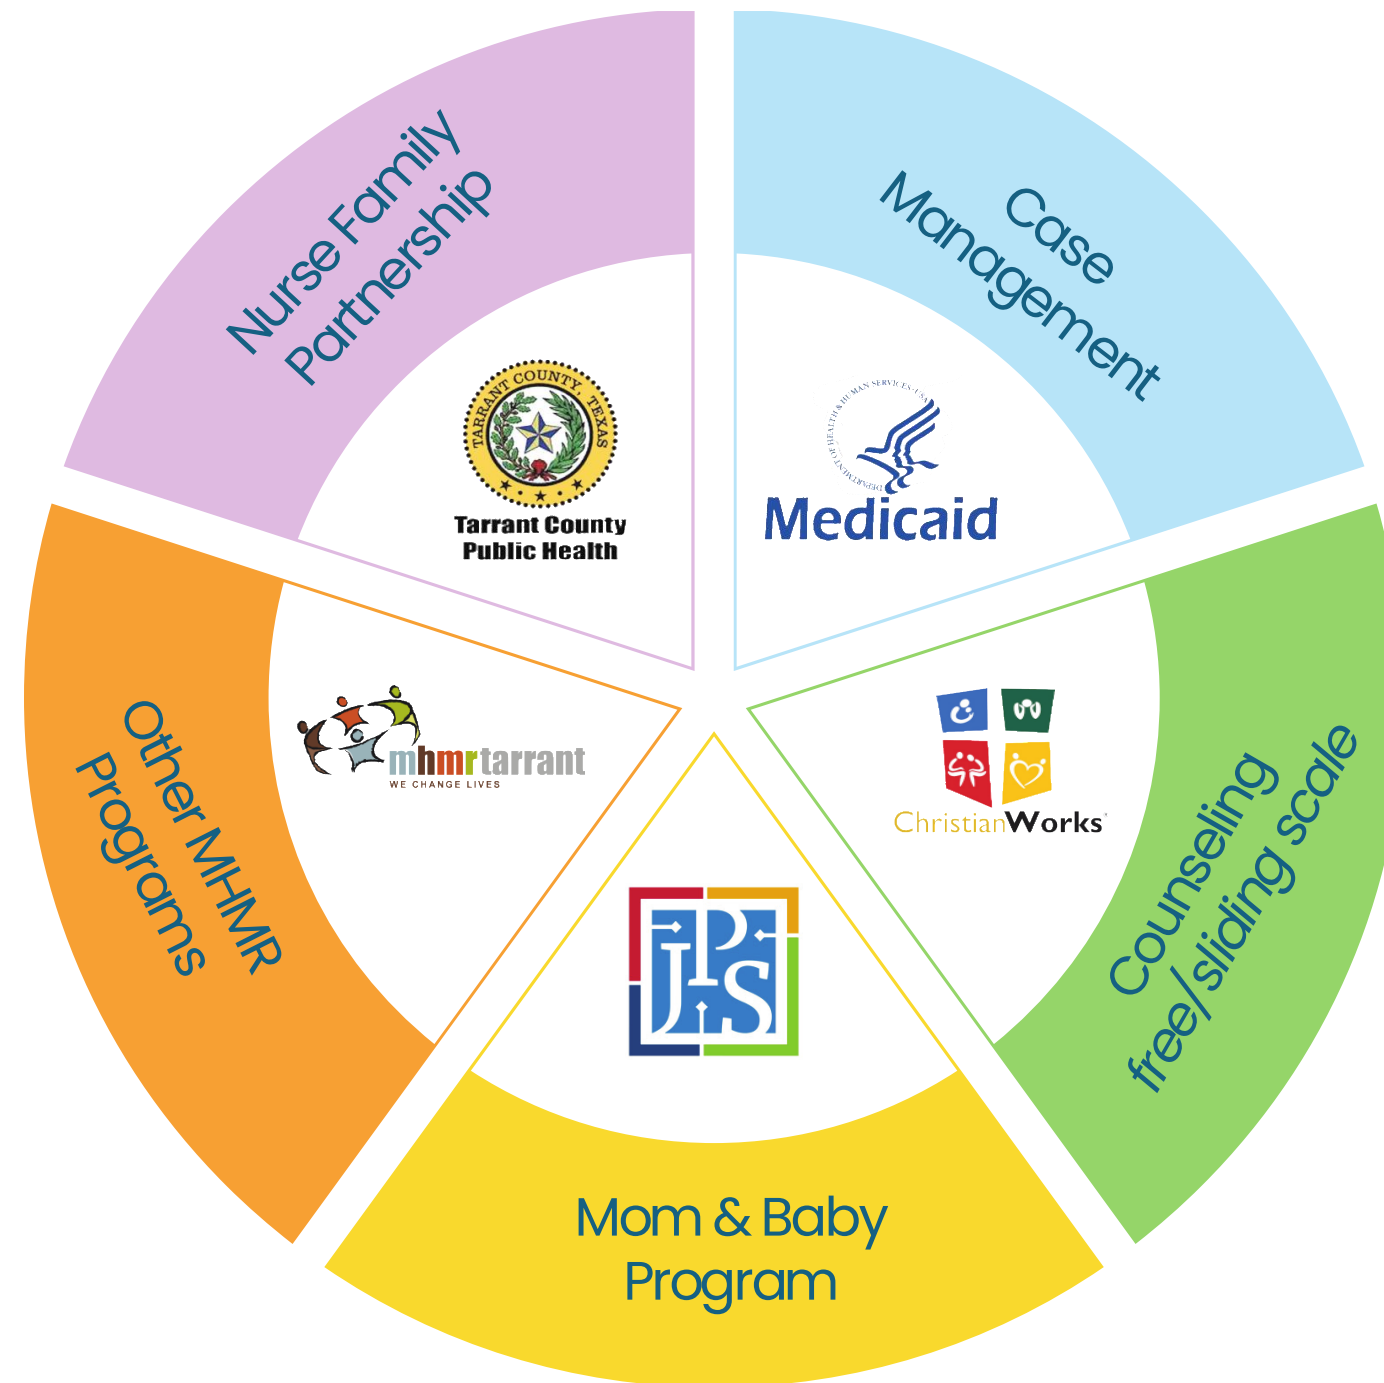 Nurse Family
Partnership
TARRANT COUNTY, TEXAS
Tarrant County
Public Health
Case
Management
DEPARTMENT OF HEALTH & HUMAN SERVICES · USA
Medicaid
Other MHMR
Programs
mhmrtarrant
WE CHANGE LIVES
ChristianWorks
Counseling
free/sliding scale
JPS
Mom & Baby
Program